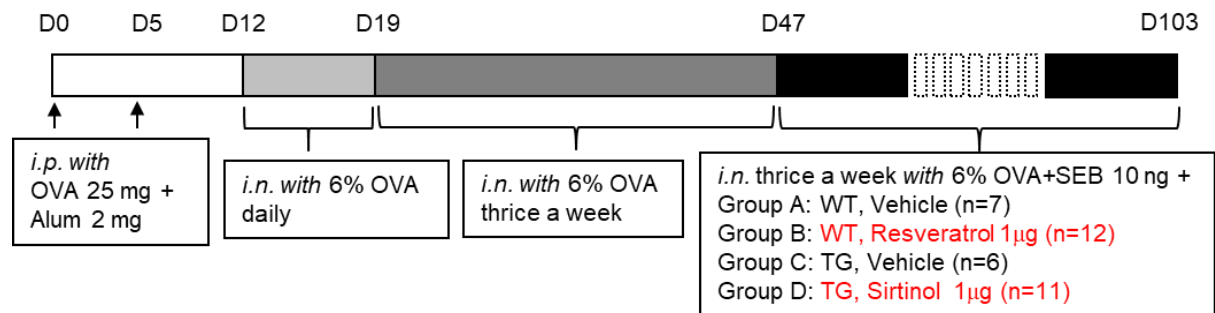 D0 D5 D12 D19 D47 D103
i.p. with
OVA 25 mg +
Alum 2 mg
i.n. with 6% OVA
daily
i.n. with 6% OVA
thrice a week
i.n. thrice a week with 6% OVA+SEB 10 ng +
Group A: WT, Vehicle (n=7)
Group B: WT, Resveratrol 1µg (n=12)
Group C: TG, Vehicle (n=6)
Group D: TG, Sirtinol 1µg (n=11)